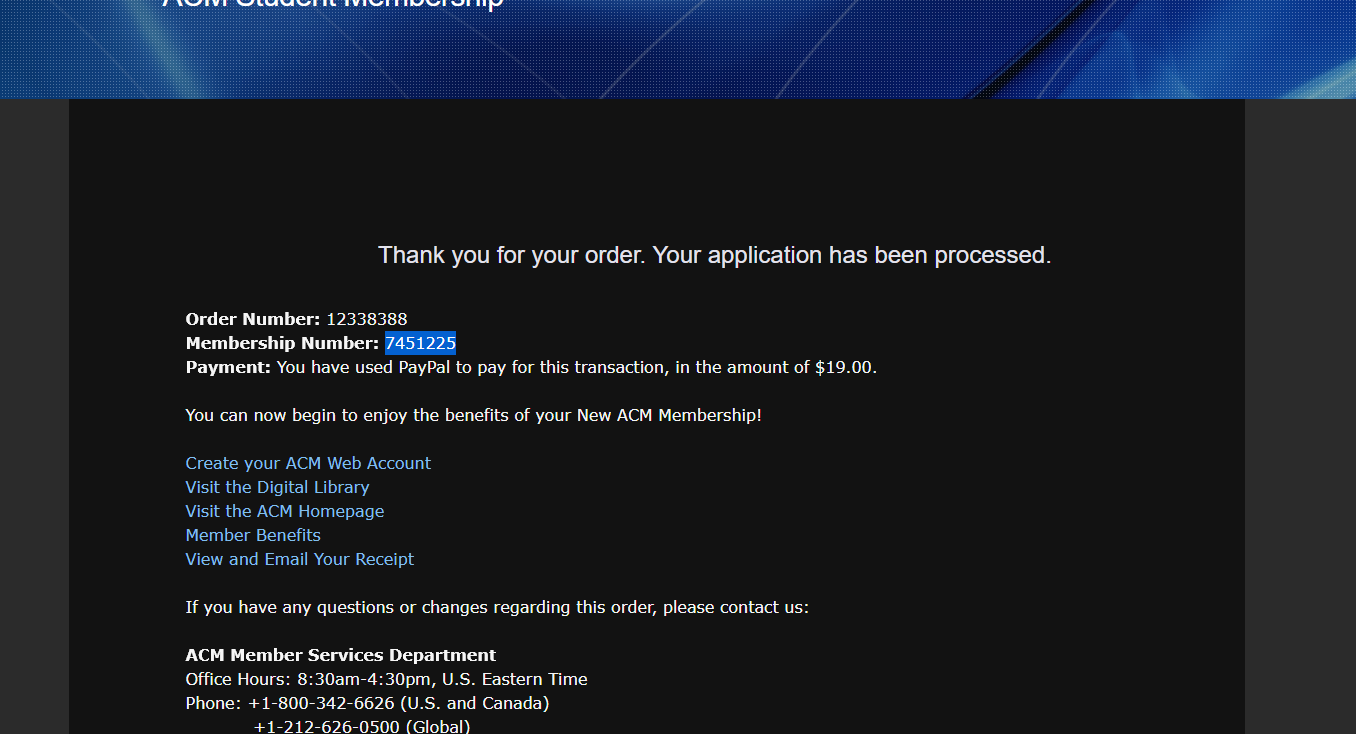 ACM Student Membership
Thank you for your order. Your application has been processed.
Order Number: 12338388
Membership Number: 7451225
Payment: You have used PayPal to pay for this transaction, in the amount of $19.00.
You can now begin to enjoy the benefits of your New ACM Membership!
Create your ACM Web Account
Visit the Digital Library
Visit the ACM Homepage
Member Benefits
View and Email Your Receipt
If you have any questions or changes regarding this order, please contact us:
ACM Member Services Department
Office Hours: 8:30am-4:30pm, U.S. Eastern Time
Phone: +1-800-342-6626 (U.S. and Canada)
+1-212-626-0500 (Global)